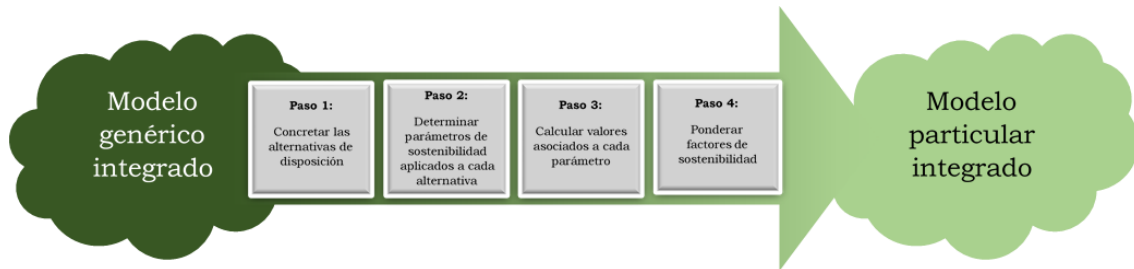 Modelo
genérico
integrado
Paso 1:
Concretar las
alternativas de
disposición
Paso 2:
Determinar
parámetros de
sostenibilidad
aplicados a cada
alternativa
Paso 3:
Calcular valores
asociados a cada
parámetro
Paso 4:
Ponderar
factores de
sostenibilidad
Modelo
particular
integrado